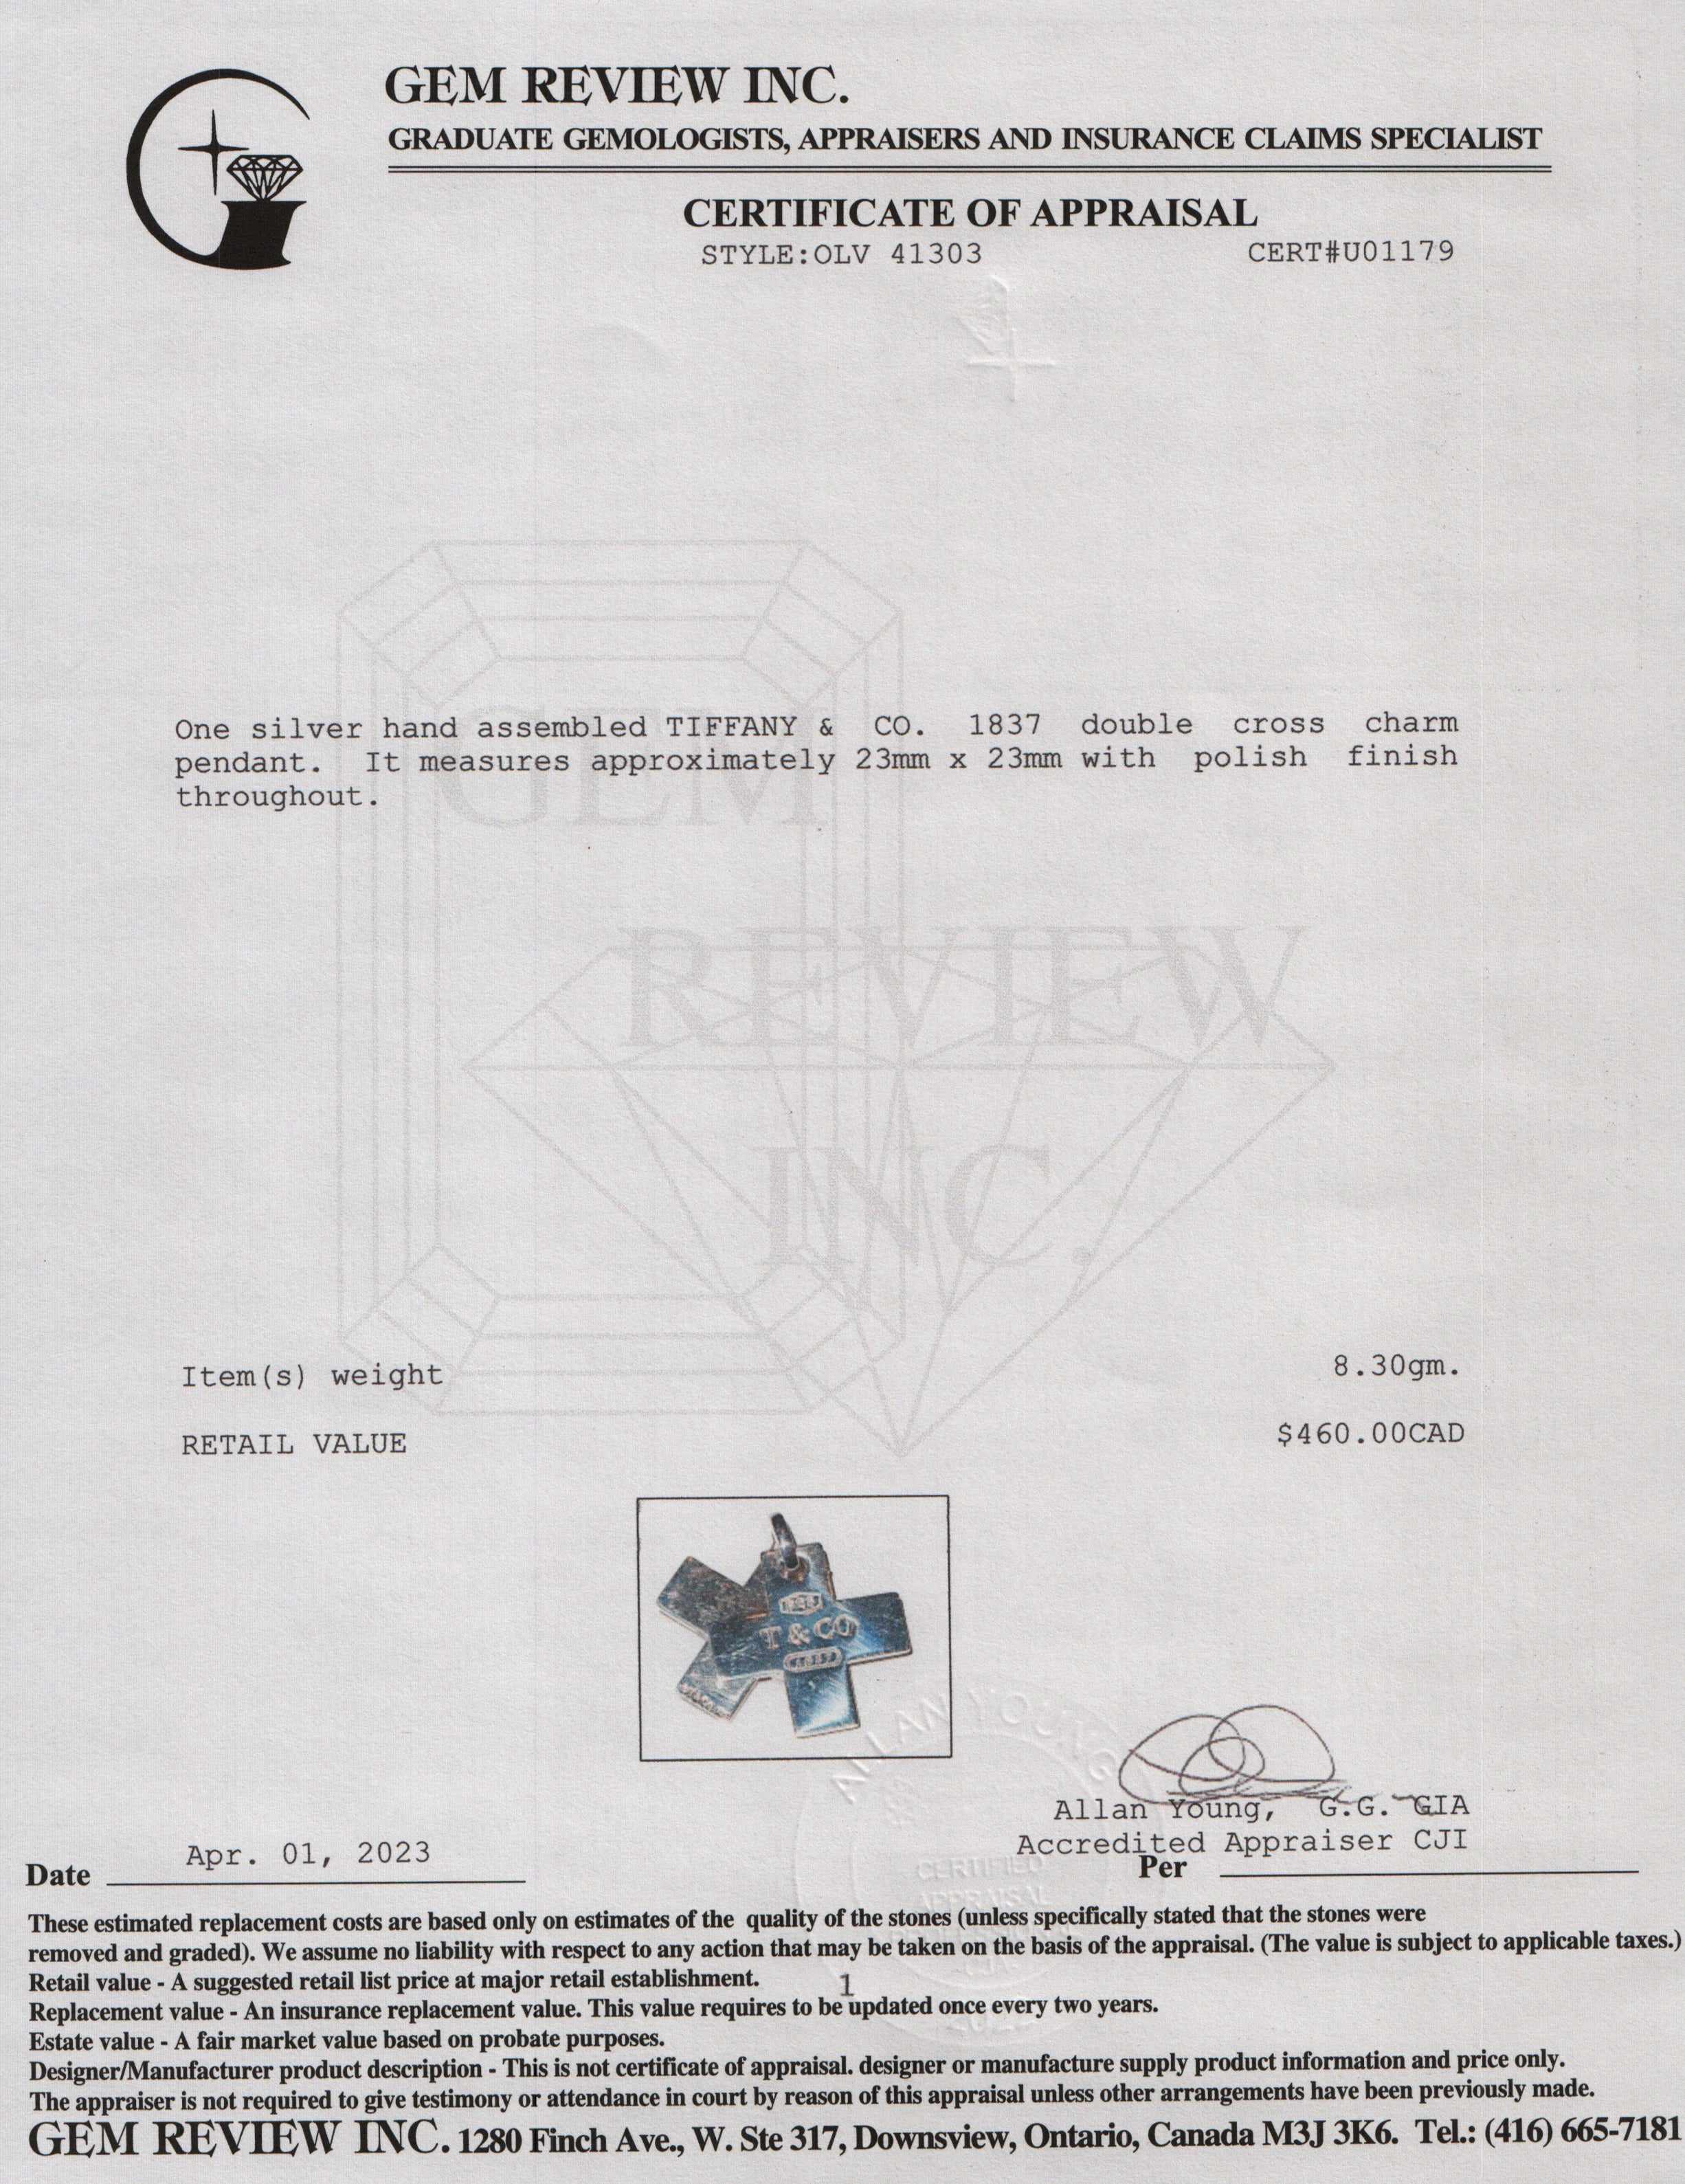 GEM REVIEW INC.
GRADUATE GEMOLOGISTS, APPRAISERS AND INSURANCE CLAIMS SPECIALIST
CERTIFICATE OF APPRAISAL
STYLE:OLV 41303 CERT#U01179
One silver hand assembled TIFFANY & CO. 1837 double cross charm
pendant. It measures approximately 23mm x 23mm with polish finish
throughout.
GEM
REVIEW
INC.
Item(s) weight 8.30gm.
RETAIL VALUE $460.00CAD
T & CO
ALLAN YOUNG
Allan Young, G.G. GIA
Accredited Appraiser CJI
Date Apr. 01, 2023 Per
CERTIFIED
APPRAISAL
These estimated replacement costs are based only on estimates of the quality of the stones (unless specifically stated that the stones were
removed and graded). We assume no liability with respect to any action that may be taken on the basis of the appraisal. (The value is subject to applicable taxes.)
Retail value - A suggested retail list price at major retail establishment.
1
Replacement value - An insurance replacement value. This value requires to be updated once every two years.
Estate value - A fair market value based on probate purposes.
Designer/Manufacturer product description - This is not certificate of appraisal. designer or manufacture supply product information and price only.
The appraiser is not required to give testimony or attendance in court by reason of this appraisal unless other arrangements have been previously made.
GEM REVIEW INC. 1280 Finch Ave., W. Ste 317, Downsview, Ontario, Canada M3J 3K6. Tel.: (416) 665-7181